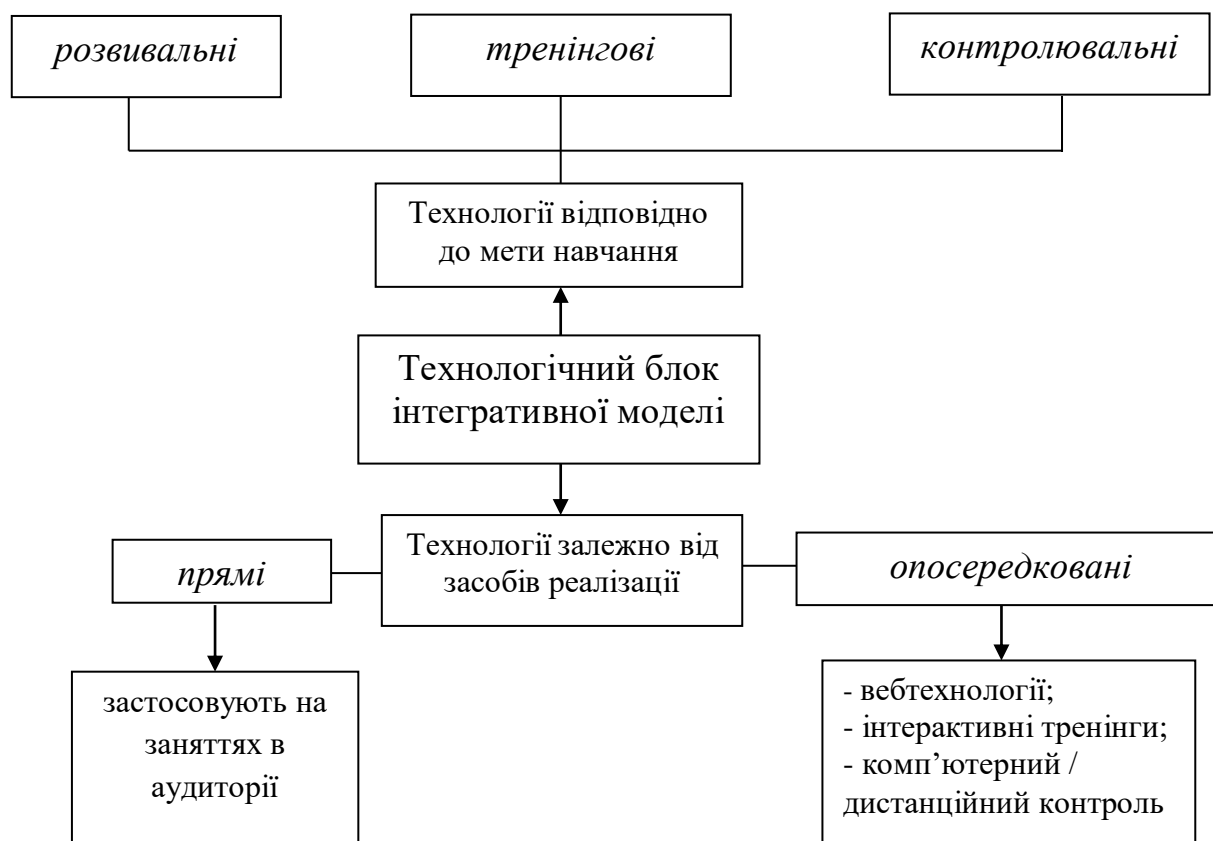 розвивальні
тренінгові
контролювальні
Технології відповідно
до мети навчання
Технологічний блок
інтегративної моделі
прямі
Технології залежно від
засобів реалізації
опосередковані
застосовують на
заняттях в
аудиторії
- вебтехнології;
- інтерактивні тренінги;
- комп’ютерний /
дистанційний контроль